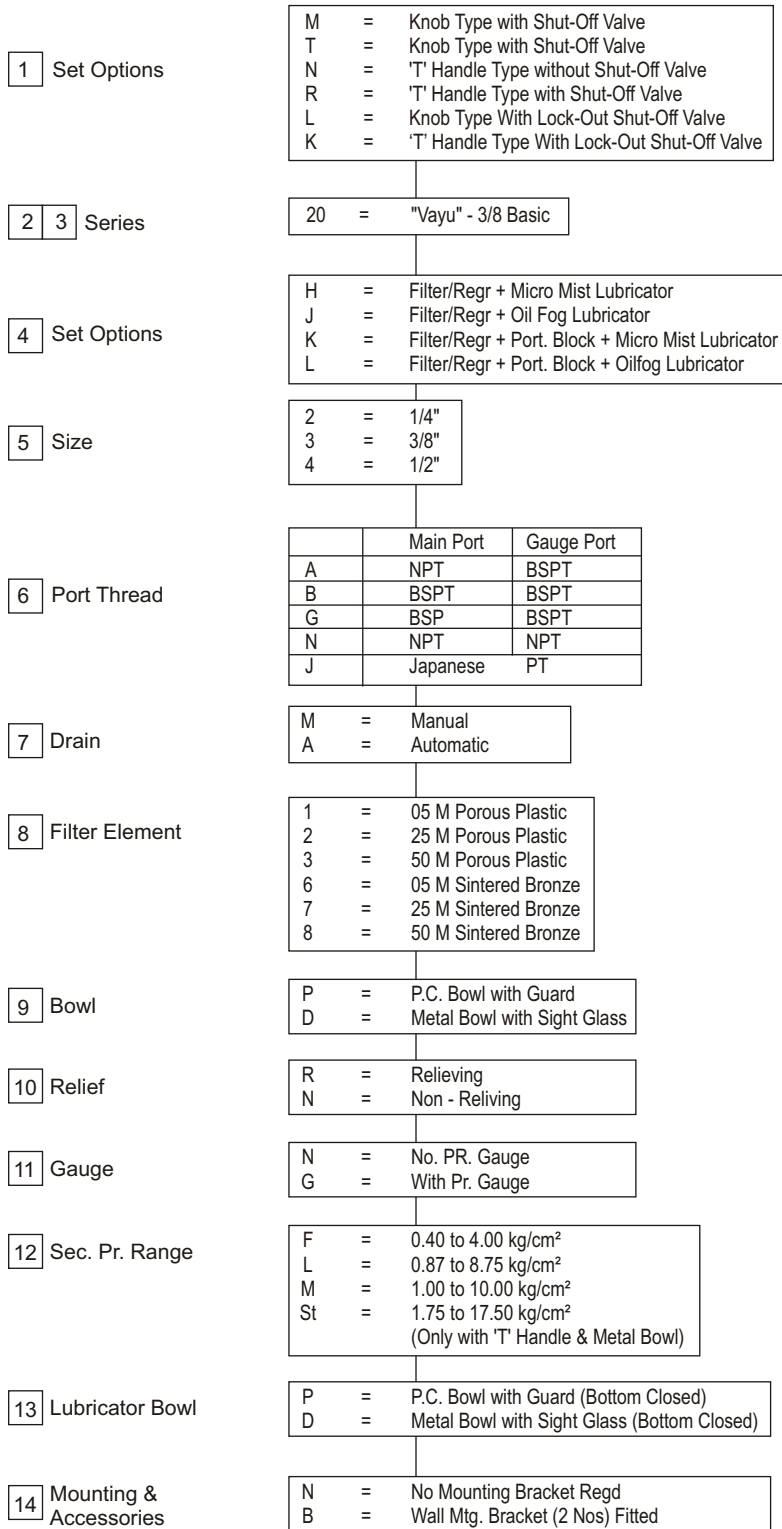 M = Knob Type with Shut-Off Valve
T = Knob Type with Shut-Off Valve
1 Set Options N = 'T' Handle Type without Shut-Off Valve
R = 'T' Handle Type with Shut-Off Valve
L = Knob Type With Lock-Out Shut-Off Valve
K = ‘T’ Handle Type With Lock-Out Shut-Off Valve
2 3 Series 20 = "Vayu" - 3/8 Basic
H = Filter/Regr + Micro Mist Lubricator
J = Filter/Regr + Oil Fog Lubricator
4 Set Options K = Filter/Regr + Port. Block + Micro Mist Lubricator
L = Filter/Regr + Port. Block + Oilfog Lubricator
2 = 1/4"
5 Size 3 = 3/8"
4 = 1/2"
Main Port Gauge Port
A NPT BSPT
6 Port Thread B BSPT BSPT
G BSP BSPT
N NPT NPT
J Japanese PT
M = Manual
7 Drain A = Automatic
1 = 05 M Porous Plastic
8 Filter Element 2 = 25 M Porous Plastic
3 = 50 M Porous Plastic
6 = 05 M Sintered Bronze
7 = 25 M Sintered Bronze
8 = 50 M Sintered Bronze
9 Bowl P = P.C. Bowl with Guard
D = Metal Bowl with Sight Glass
10 Relief R = Relieving
N = Non - Reliving
11 Gauge N = No. PR. Gauge
G = With Pr. Gauge
12 Sec. Pr. Range F = 0.40 to 4.00 kg/cm²
L = 0.87 to 8.75 kg/cm²
M = 1.00 to 10.00 kg/cm²
St = 1.75 to 17.50 kg/cm²
(Only with 'T' Handle & Metal Bowl)
13 Lubricator Bowl P = P.C. Bowl with Guard (Bottom Closed)
D = Metal Bowl with Sight Glass (Bottom Closed)
14 Mounting & N = No Mounting Bracket Regd
Accessories B = Wall Mtg. Bracket (2 Nos) Fitted